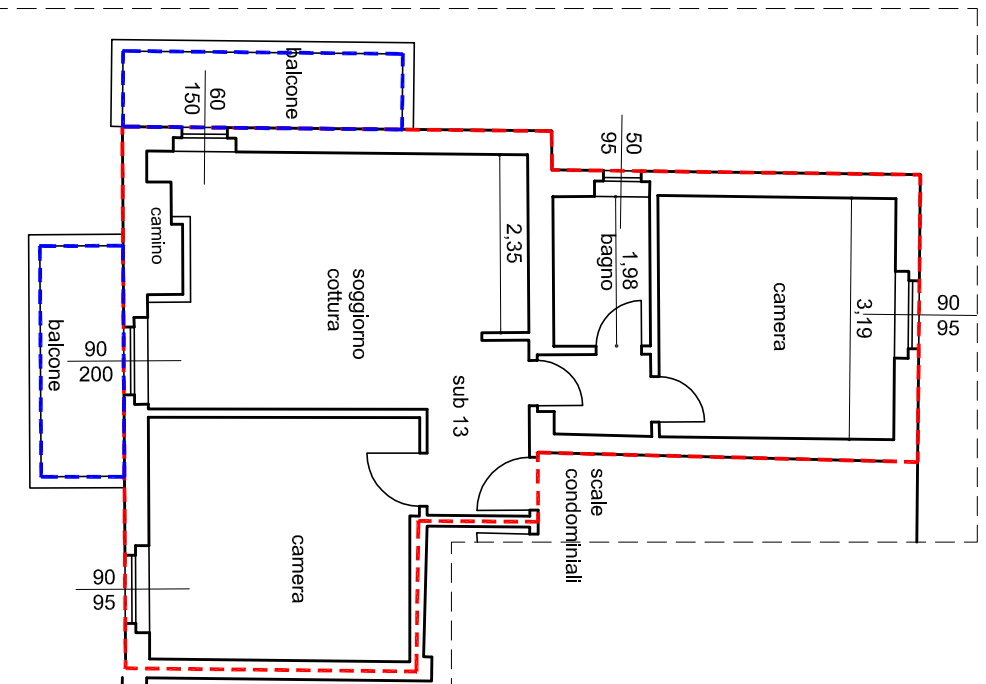 balcone
60
150
50
95
camino
2,35
1,98
bagno
camera
3,19
90
95
soggiorno
cottura
balcone
90
200
sub 13
scale
condominiali
camera
90
95